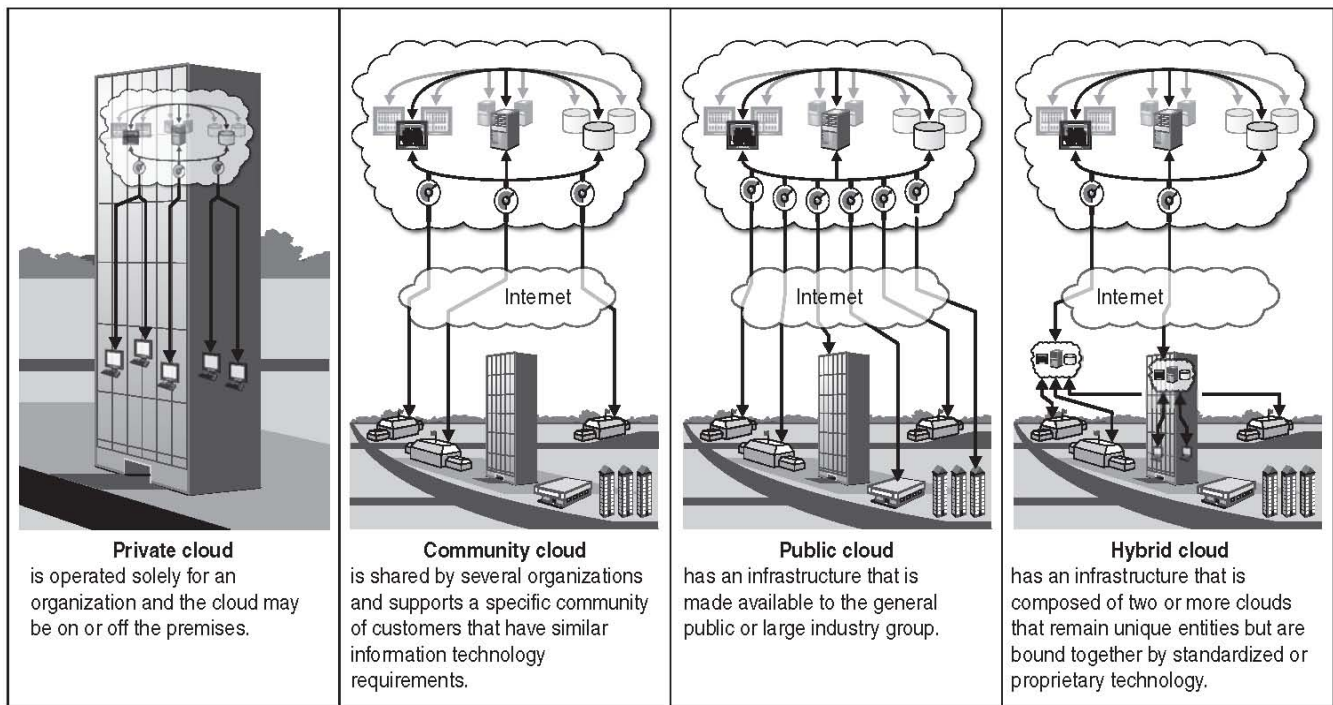 Internet
Internet
Internet
Private cloud
is operated solely for an
organization and the cloud may
be on or off the premises.
Community cloud
is shared by several organizations
and supports a specific community
of customers that have similar
information technology
requirements.
Public cloud
has an infrastructure that is
made available to the general
public or large industry group.
Hybrid cloud
has an infrastructure that is
composed of two or more clouds
that remain unique entities but are
bound together by standardized or
proprietary technology.